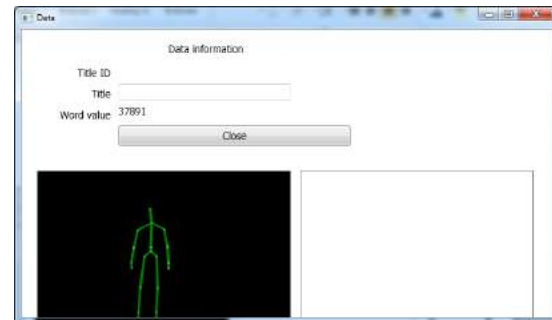 Data
Data information
Title ID
Title
Word value 37891
Close